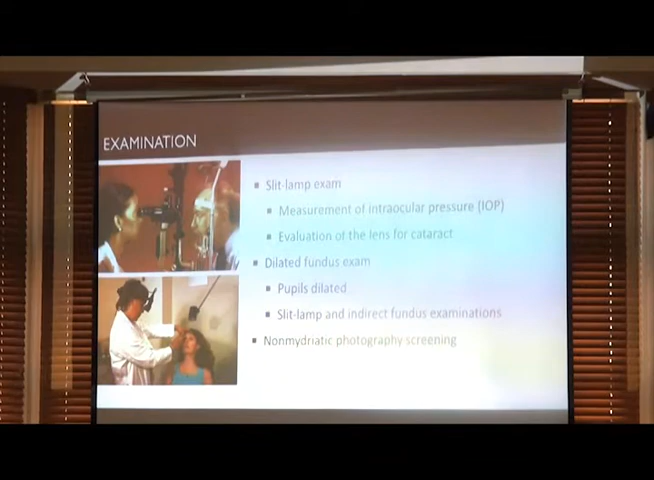 EXAMINATION
Slit-lamp exam
Measurement of intraocular pressure (IOP)
Evaluation of the lens for cataract
Dilated fundus exam
Pupils dilated
Slit-lamp and indirect fundus examinations
Nonmydriatic photography screening